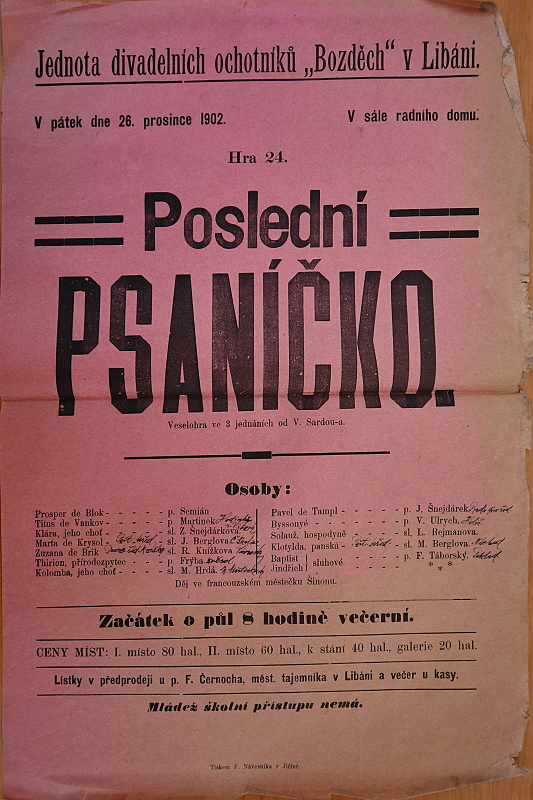 Jednota divadelních ochotníků „Bozděch“ v Libáni.
V pátek dne 26. prosince 1902.
V sále radního domu.
Hra 24.
Poslední
PSANÍČKO.
Veselohra ve 3 jednáních od V. Sardou-a.
Osoby:
Prosper de Blok - - - - - p. Semián
Titus de Vankov - - - - - p. Martinek
Klára, jeho choť - - - - - sl. Z. Šnejdárková
Marta de Krysol - - sl. J. Berglova
Zuzana de Brik sl. R. Knížkova
Thirion, přírodozpytec - - p. Fryba
Kolomba, jeho choť - - - - sl. M. Hrdá
Pavel de Tampl - - - - - p. J. Šnejdárek
Byssonyé - - - - - p. V. Ulrych
Solauž, hospodyně - - - - sl. L. Rejmanova
Klotylda, panská - - sl. M. Berglova
Baptist } sluhové - - - - p. F. Táborský.
Jindřich } * * *
Děj ve francouzském městečku Šinonu.
Začátek o půl 8 hodině večerní.
CENY MÍST: I. místo 80 hal., II. místo 60 hal., k stání 40 hal., galerie 20 hal.
Lístky v předprodeji u p. F. Černocha, měst. tajemníka v Libáni a večer u kasy.
Mládež školní přístupu nemá.
Tiskem F. Návesníka v Jičíně.